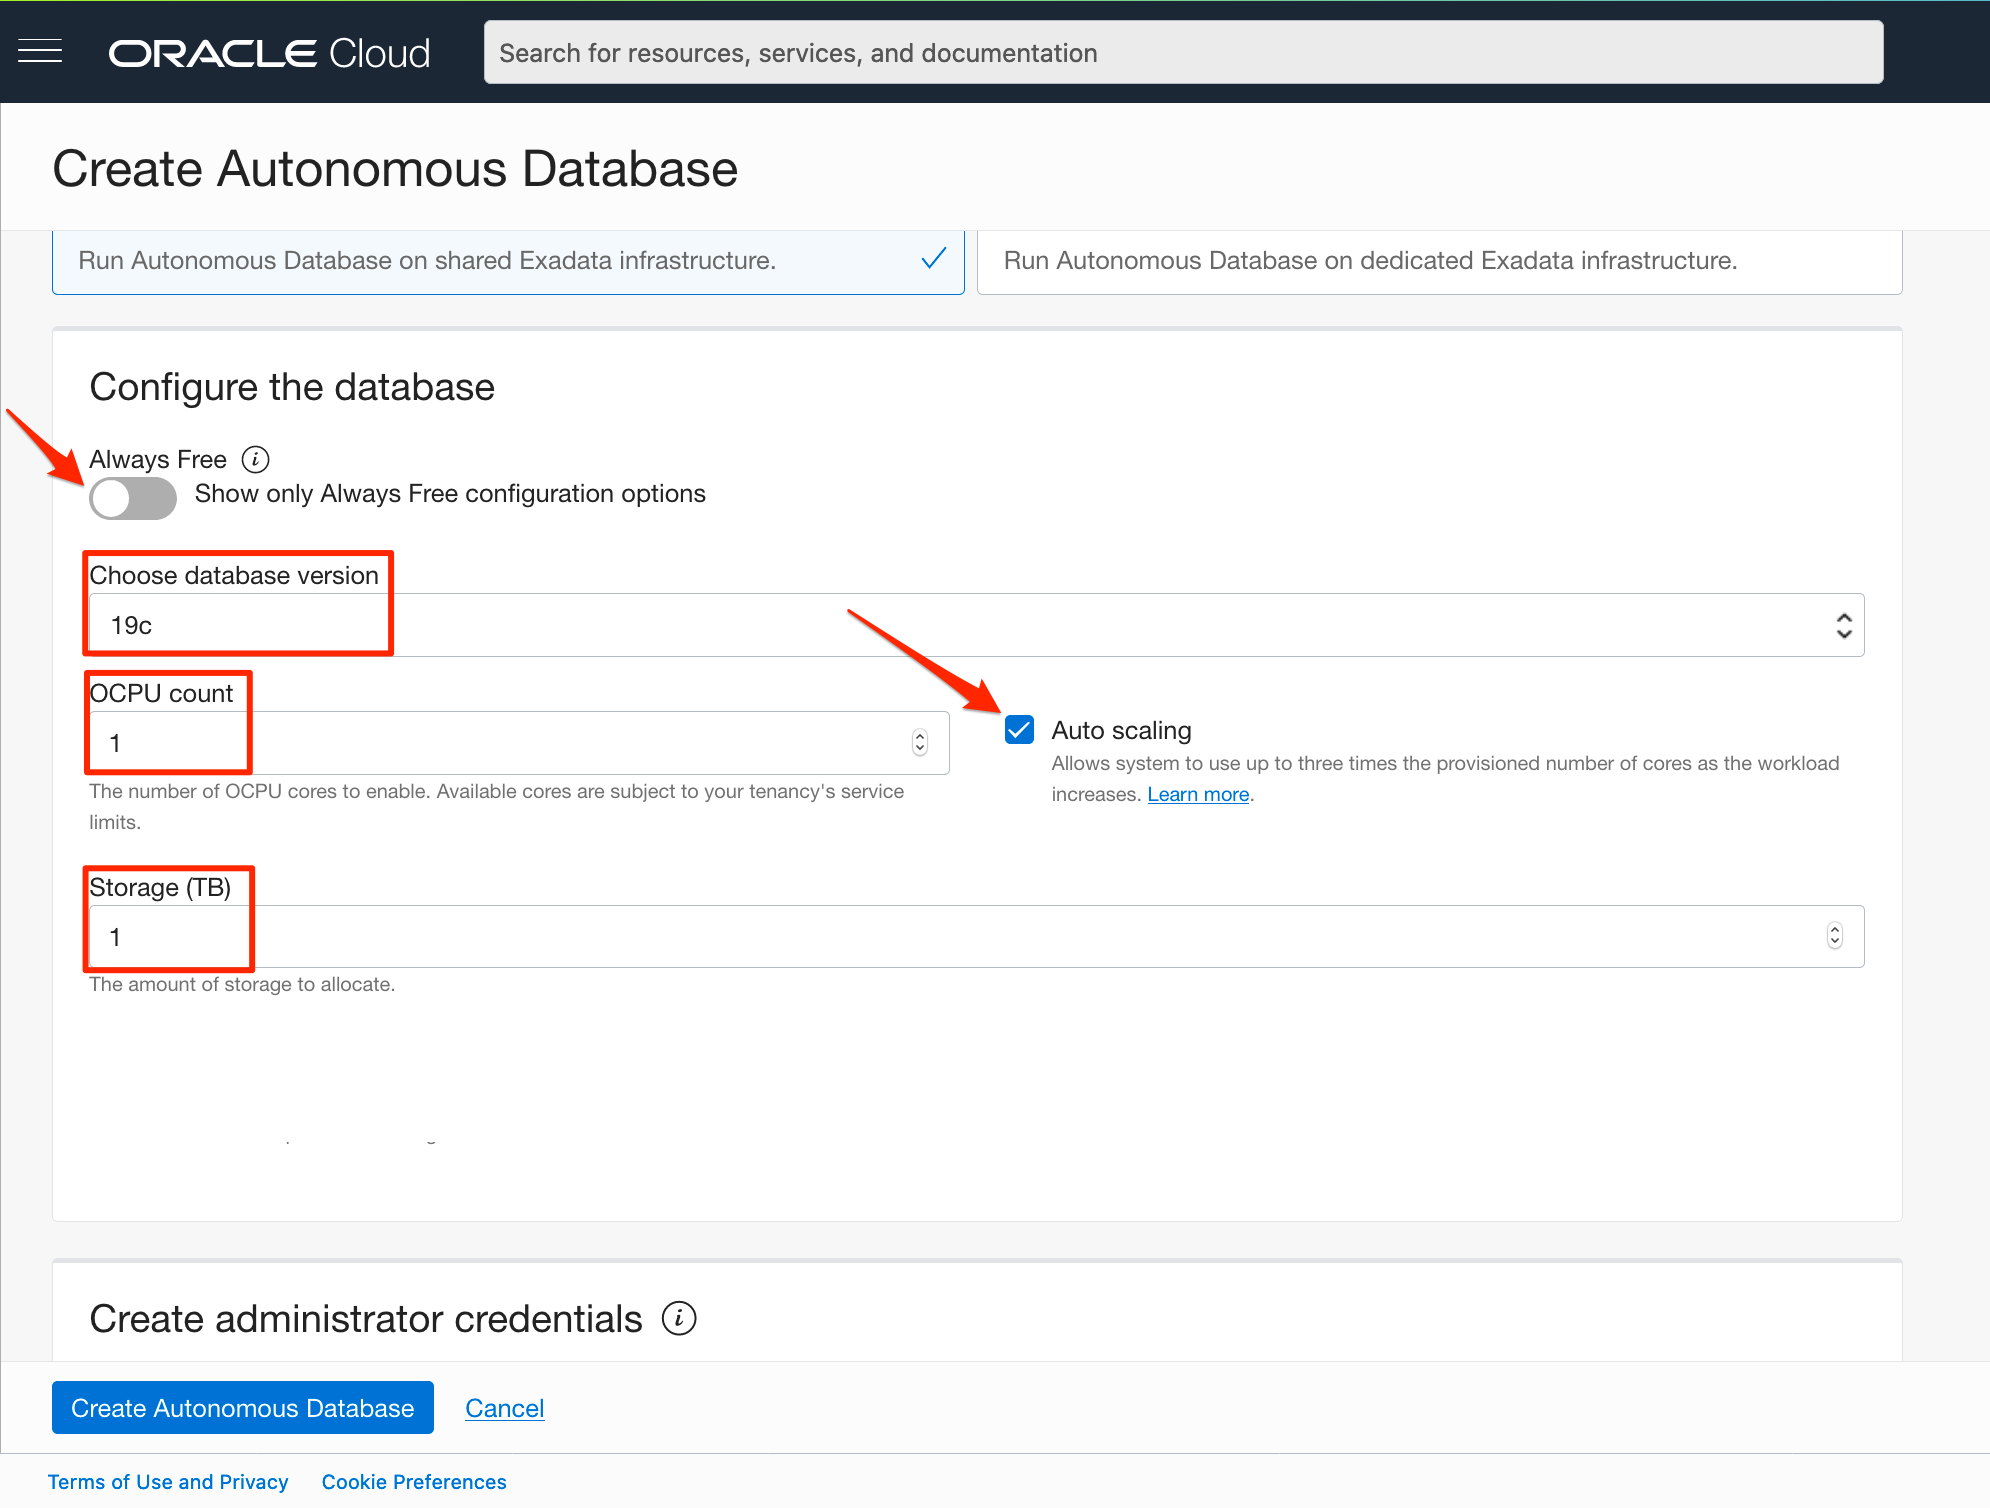 ORACLE Cloud
Search for resources, services, and documentation
Create Autonomous Database
Run Autonomous Database on shared Exadata infrastructure.
Run Autonomous Database on dedicated Exadata infrastructure.
Configure the database
Always Free
Show only Always Free configuration options
Choose database version
19c
OCPU count
1
The number of OCPU cores to enable. Available cores are subject to your tenancy's service
limits.
Auto scaling
Allows system to use up to three times the provisioned number of cores as the workload
increases. Learn more.
Storage (TB)
1
The amount of storage to allocate.
Create administrator credentials
Create Autonomous Database
Cancel
Terms of Use and Privacy
Cookie Preferences